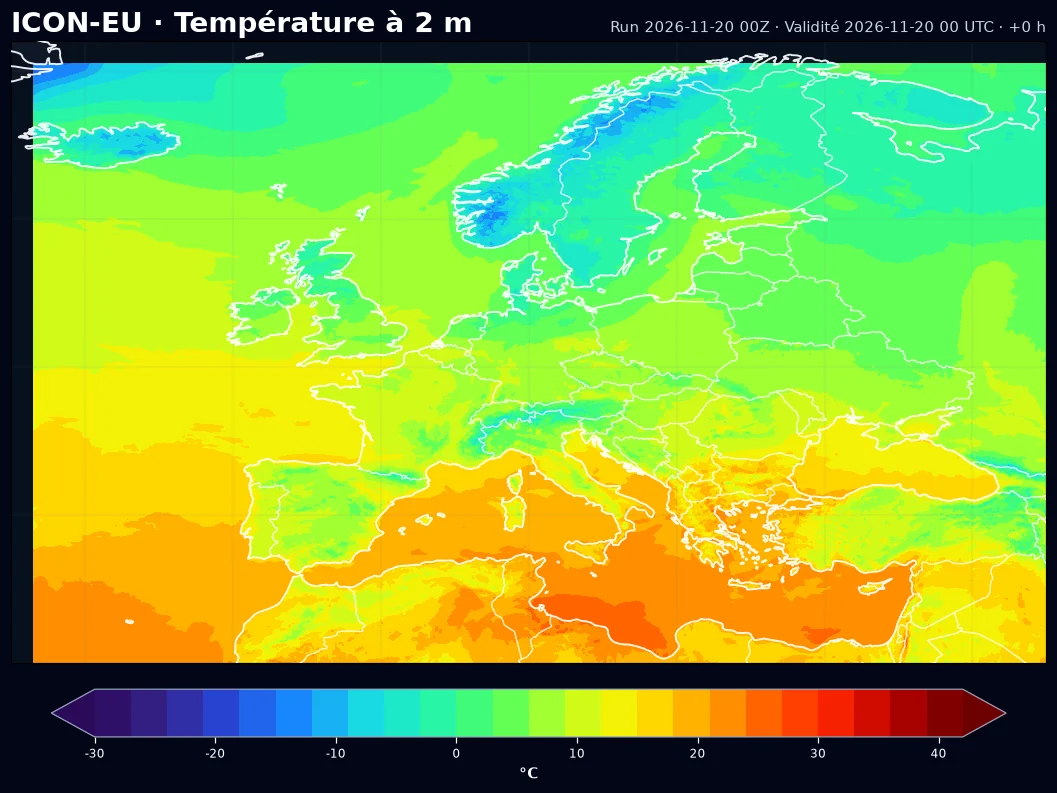 ICON-EU · Température à 2 m
Run 2026-11-20 00Z · Validité 2026-11-20 00 UTC · +0 h
-30 -20 -10 0 10 20 30 40
°C